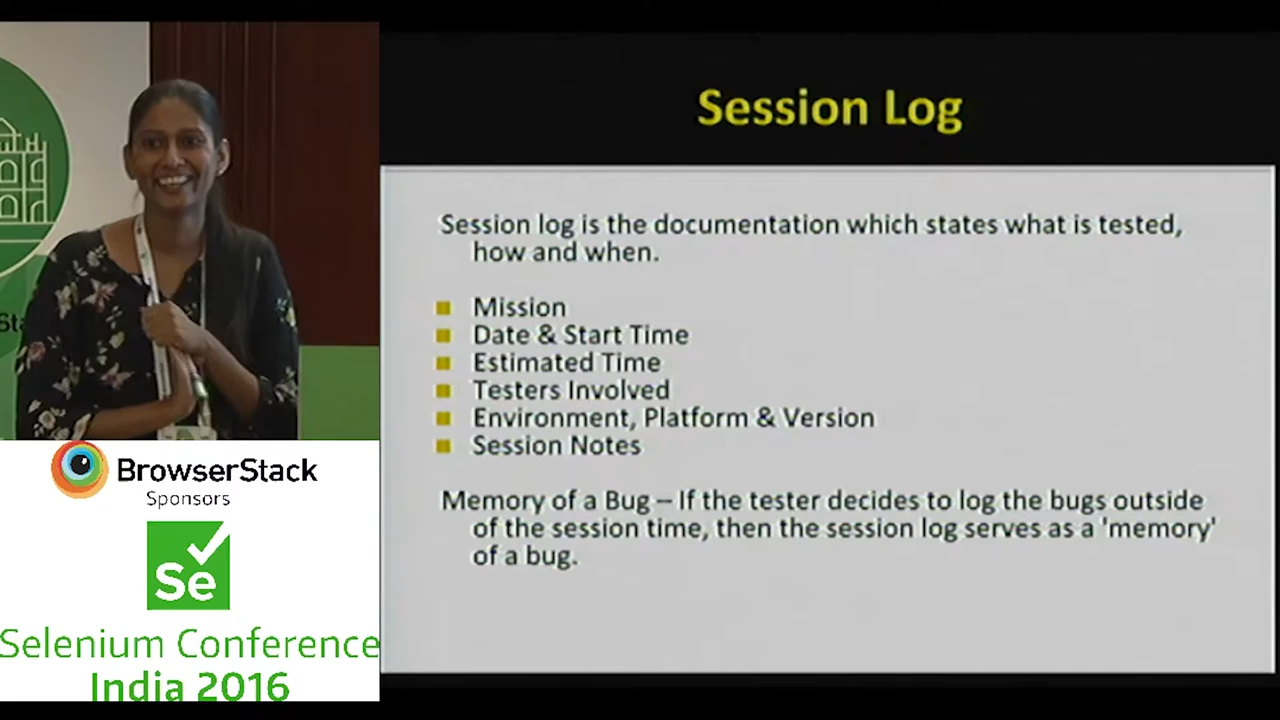 Session Log
Session log is the documentation which states what is tested,
how and when.
Mission
Date & Start Time
Estimated Time
Testers Involved
Environment, Platform & Version
Session Notes
Memory of a Bug – If the tester decides to log the bugs outside
of the session time, then the session log serves as a 'memory'
of a bug.
BrowserStack
Sponsors
Se
Selenium Conference
India 2016